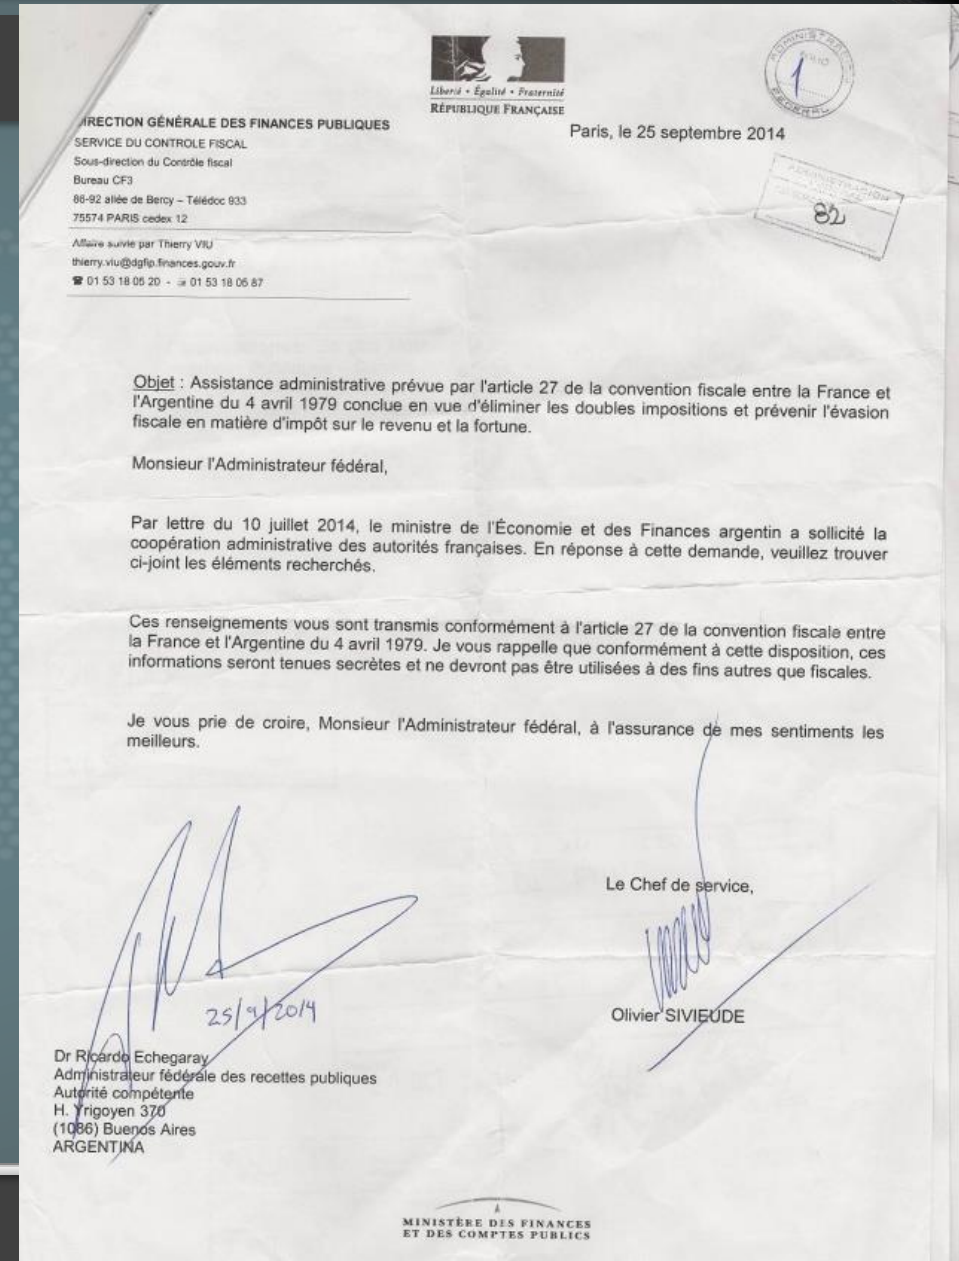 Liberté • Égalité • Fraternité
RÉPUBLIQUE FRANÇAISE
ADMINISTRAC
FOLIO
1
FEDERAL
IRECTION GÉNÉRALE DES FINANCES PUBLIQUES
SERVICE DU CONTROLE FISCAL
Sous-direction du Contrôle fiscal
Bureau CF3
86-92 allée de Bercy – Télédoc 933
75574 PARIS cedex 12
Affaire suivie par Thierry VIU
thierry.viu@dgfip.finances.gouv.fr
☎ 01 53 18 05 20 - 01 53 18 06 87
Paris, le 25 septembre 2014
ADMINISTRACION
82
Objet : Assistance administrative prévue par l'article 27 de la convention fiscale entre la France et
l'Argentine du 4 avril 1979 conclue en vue d'éliminer les doubles impositions et prévenir l'évasion
fiscale en matière d'impôt sur le revenu et la fortune.
Monsieur l'Administrateur fédéral,
Par lettre du 10 juillet 2014, le ministre de l'Économie et des Finances argentin a sollicité la
coopération administrative des autorités françaises. En réponse à cette demande, veuillez trouver
ci-joint les éléments recherchés.
Ces renseignements vous sont transmis conformément à l'article 27 de la convention fiscale entre
la France et l'Argentine du 4 avril 1979. Je vous rappelle que conformément à cette disposition, ces
informations seront tenues secrètes et ne devront pas être utilisées à des fins autres que fiscales.
Je vous prie de croire, Monsieur l'Administrateur fédéral, à l'assurance de mes sentiments les
meilleurs.
Le Chef de service,
Olivier SIVIEUDE
25/9/2014
Dr Ricardo Echegaray
Administrateur fédérale des recettes publiques
Autorité compétente
H. Yrigoyen 370
(1086) Buenos Aires
ARGENTINA
MINISTÈRE DES FINANCES
ET DES COMPTES PUBLICS